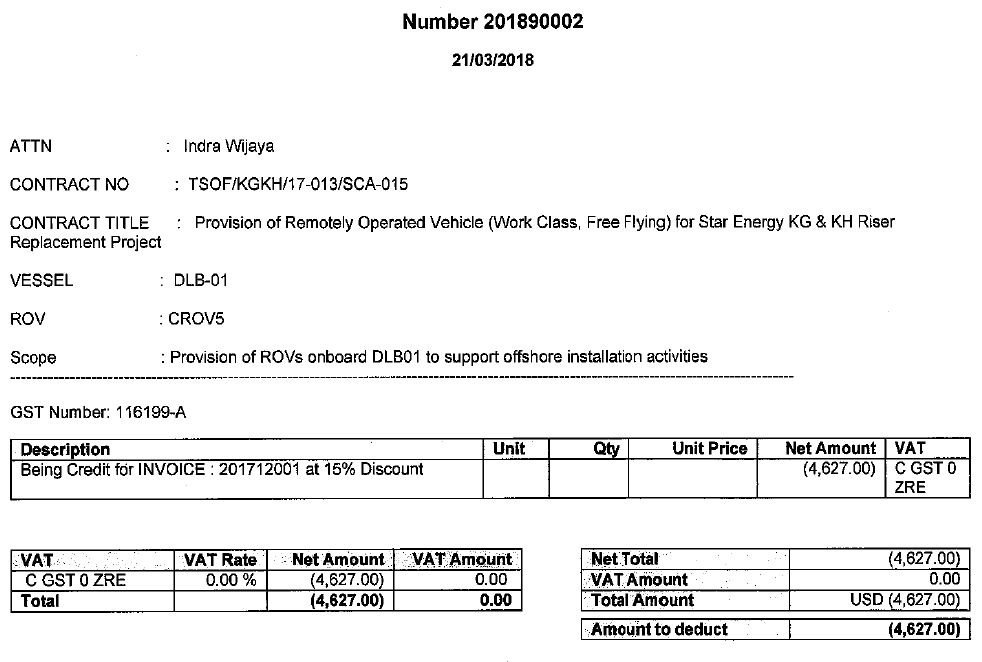 Number 201890002
21/03/2018
ATTN : Indra Wijaya
CONTRACT NO : TSOF/KGKH/17-013/SCA-015
CONTRACT TITLE : Provision of Remotely Operated Vehicle (Work Class, Free Flying) for Star Energy KG & KH Riser
Replacement Project
VESSEL : DLB-01
ROV : CROV5
Scope : Provision of ROVs onboard DLB01 to support offshore installation activities
GST Number: 116199-A
Description Unit Qty Unit Price Net Amount VAT
Being Credit for INVOICE : 201712001 at 15% Discount (4,627.00) C GST 0
ZRE
VAT VAT Rate Net Amount VAT Amount
C GST 0 ZRE 0.00 % (4,627.00) 0.00
Total (4,627.00) 0.00
Net Total (4,627.00)
VAT Amount 0.00
Total Amount USD (4,627.00)
Amount to deduct (4,627.00)